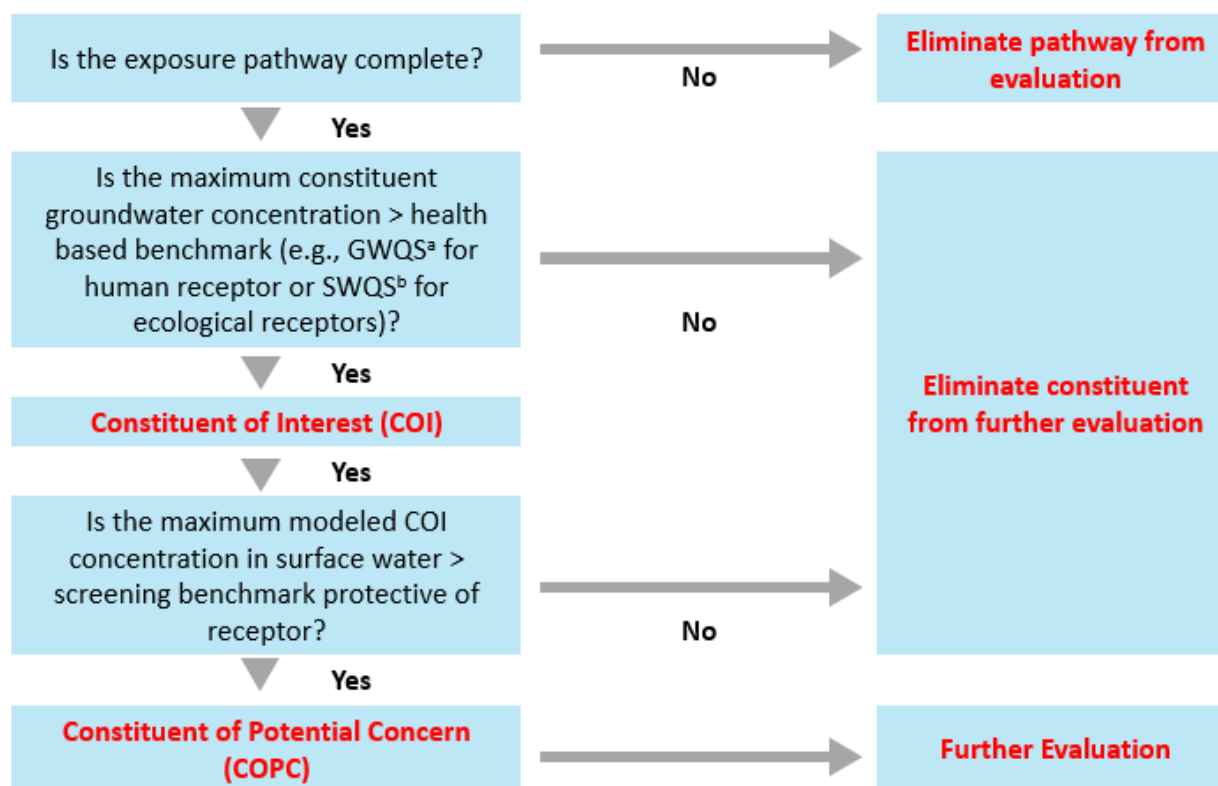 Is the exposure pathway complete?
No
Eliminate pathway from
evaluation
Yes
Is the maximum constituent
groundwater concentration > health
based benchmark (e.g., GWQSᵃ for
human receptor or SWQSᵇ for
ecological receptors)?
No
Eliminate constituent
from further evaluation
Yes
Constituent of Interest (COI)
Yes
Is the maximum modeled COI
concentration in surface water >
screening benchmark protective of
receptor?
No
Yes
Constituent of Potential Concern
(COPC)
Further Evaluation